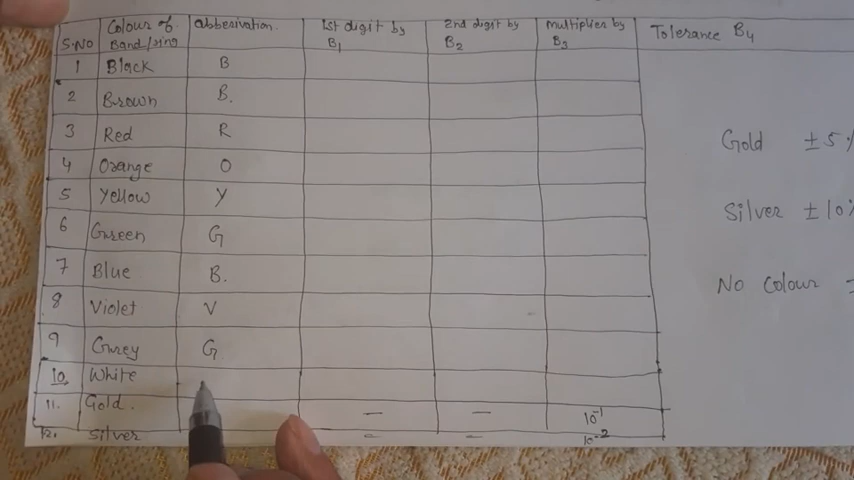 S.NO Colour of Band/ring abberivation. 1st digit by B1 2nd digit by B2 multiplier by B3 Tolerance B4
1 Black B
2 Brown B.
3 Red R
4 Orange O
5 Yellow Y
6 Green G
7 Blue B.
8 Violet V
9 Grey G
10. White
11. Gold. — — 10-1
12. Silver — — 10-2
Gold ±5%
Silver ±10%
No Colour ±